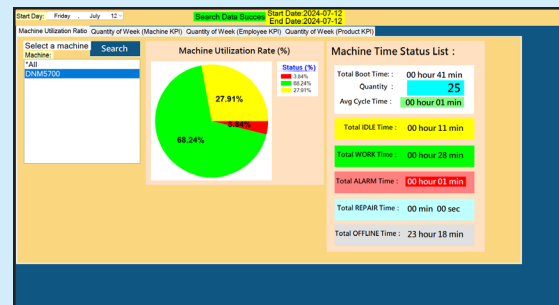 Start Day: Friday , July 12
Search Data Succes
Start Date:2024-07-12
End Date:2024-07-12
Machine Utilization Ratio Quantity of Week (Machine KPI) Quantity of Week (Employee KPI) Quantity of Week (Product KPI)
Select a machine
Machine:
Search
*All
DNM5700
Machine Utilization Rate (%)
Status (%)
3.84%
68.24%
27.91%
27.91%
3.84%
68.24%
Machine Time Status List :
Total Boot Time: : 00 hour 41 min
Quantity : 25
Avg Cycle Time : 00 hour 01 min
Total IDLE Time : 00 hour 11 min
Total WORK Time : 00 hour 28 min
Total ALARM Time : 00 hour 01 min
Total REPAIR Time : 00 min 00 sec
Total OFFLINE Time : 23 hour 18 min